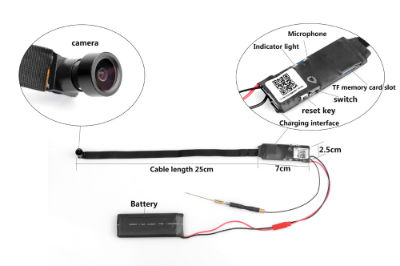 camera
Microphone
Indicator light
TF memory card slot
switch
reset key
Charging interface
2.5cm
Cable length 25cm
7cm
Battery